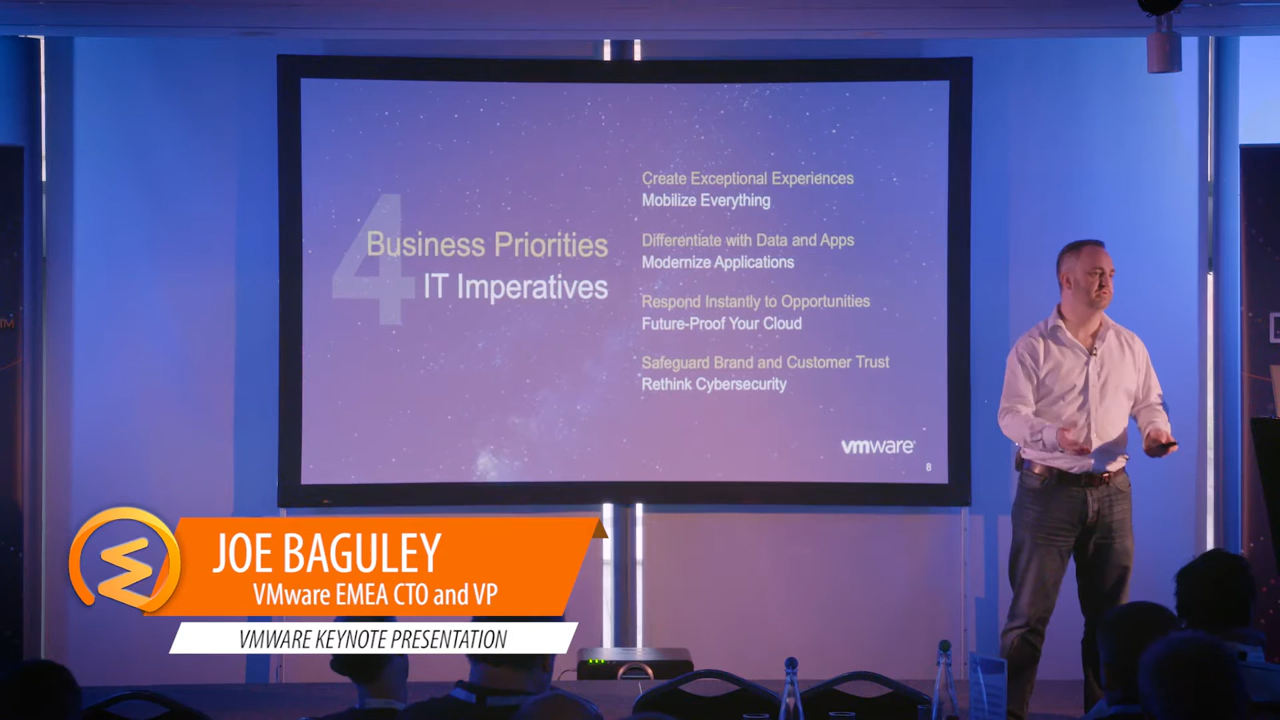 4
Business Priorities
IT Imperatives
Create Exceptional Experiences
Mobilize Everything
Differentiate with Data and Apps
Modernize Applications
Respond Instantly to Opportunities
Future-Proof Your Cloud
Safeguard Brand and Customer Trust
Rethink Cybersecurity
vmware
8
JOE BAGULEY
VMware EMEA CTO and VP
VMWARE KEYNOTE PRESENTATION